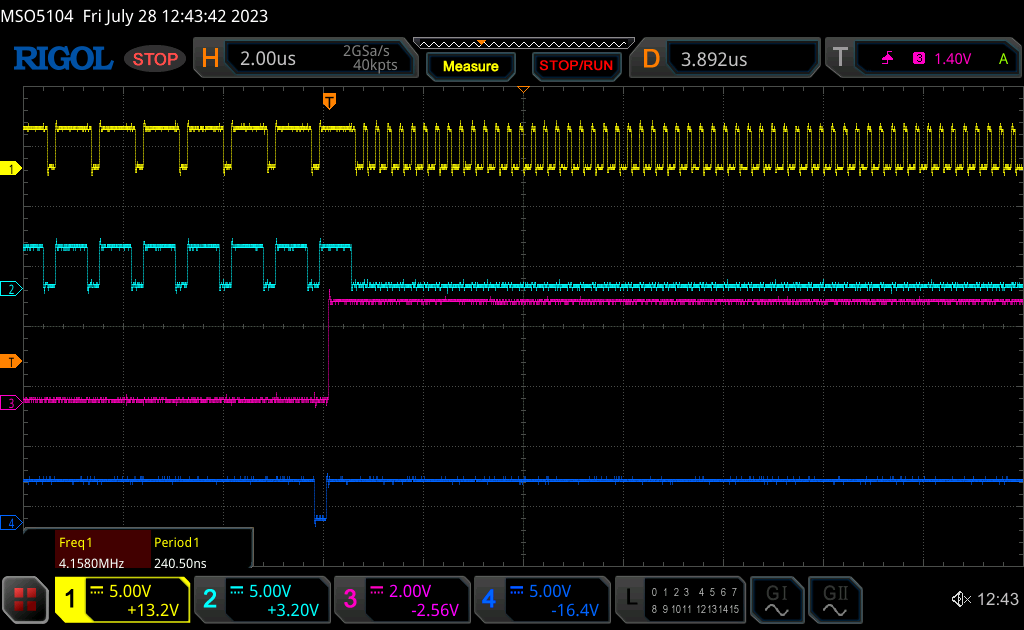 MSO5104 Fri July 28 12:43:42 2023
RIGOL STOP H 2.00us 2GSa/s 40kpts Measure STOP/RUN D 3.892us T 3 1.40V A
T
1
2
T
3
4
Freq1 Period1
4.1580MHz 240.50ns
1 5.00V +13.2V 2 5.00V +3.20V 3 2.00V -2.56V 4 5.00V -16.4V L 0 1 2 3 4 5 6 7 8 9 10 11 12 13 14 15 GI GII 12:43